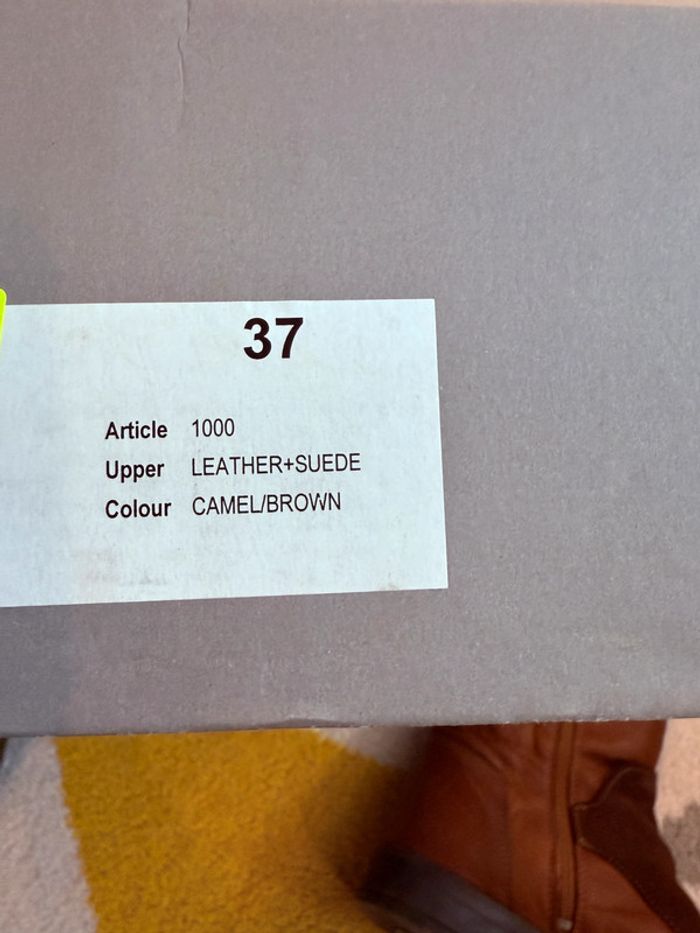 37
Article 1000
Upper LEATHER+SUEDE
Colour CAMEL/BROWN